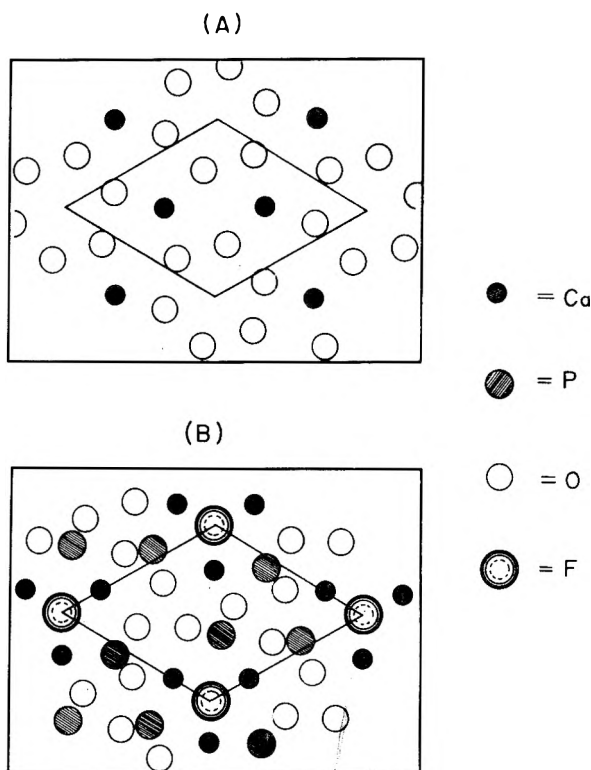 (A)
= Ca
= P
(B)
= O
= F